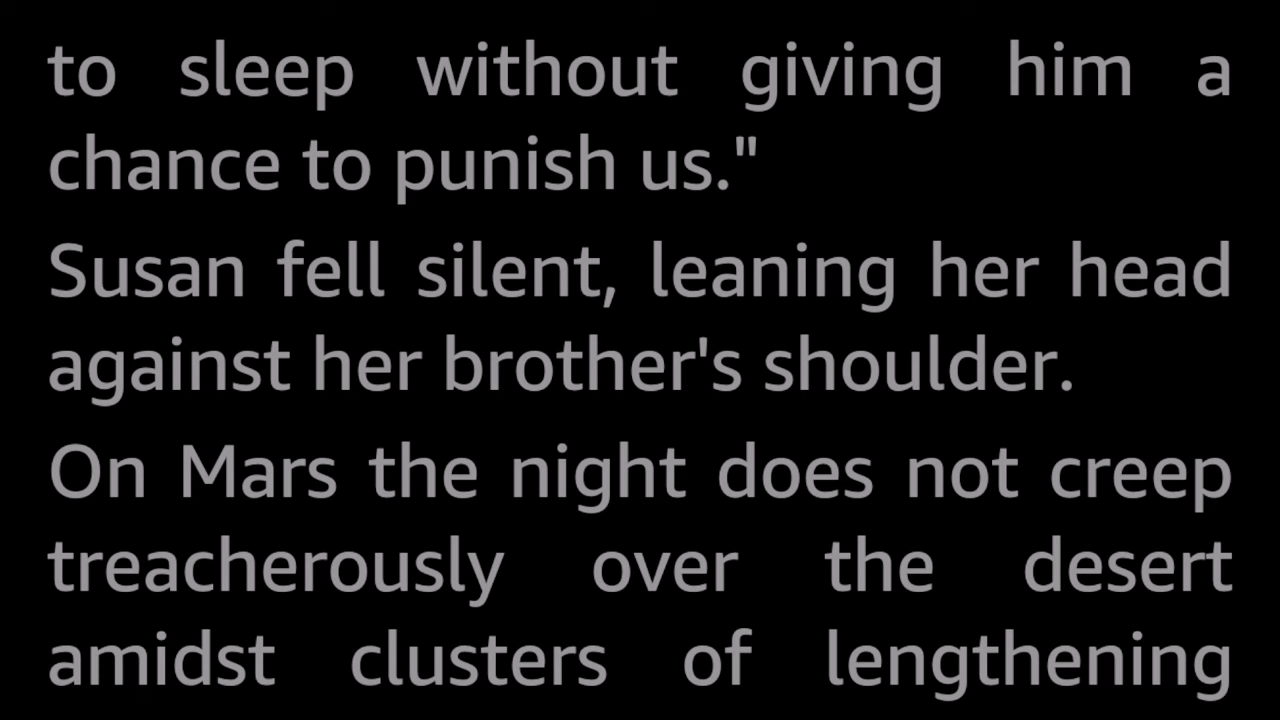 to sleep without giving him a
chance to punish us."
Susan fell silent, leaning her head
against her brother's shoulder.
On Mars the night does not creep
treacherously over the desert
amidst clusters of lengthening